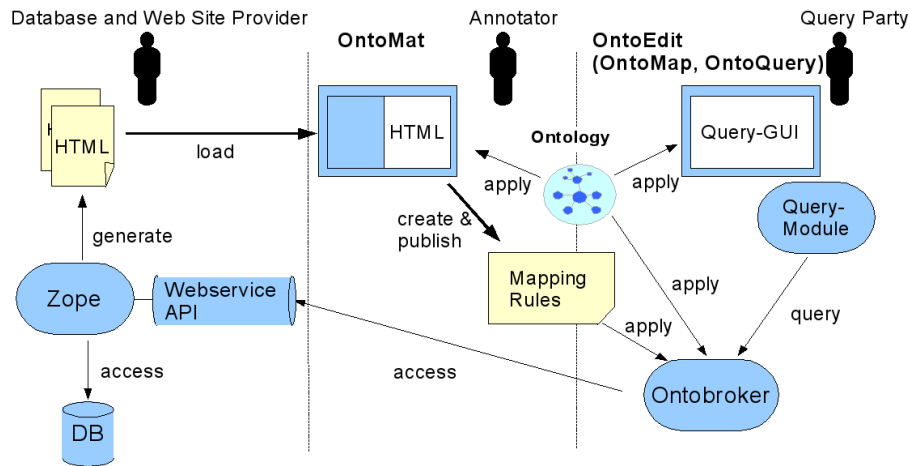 Database and Web Site Provider
Annotator
Query Party
OntoMat
OntoEdit
(OntoMap, OntoQuery)
H
HTML
load
HTML
Ontology
Query-GUI
apply
apply
generate
create &
publish
Query-
Module
Zope
Webservice
API
Mapping
Rules
apply
query
apply
access
access
Ontobroker
DB